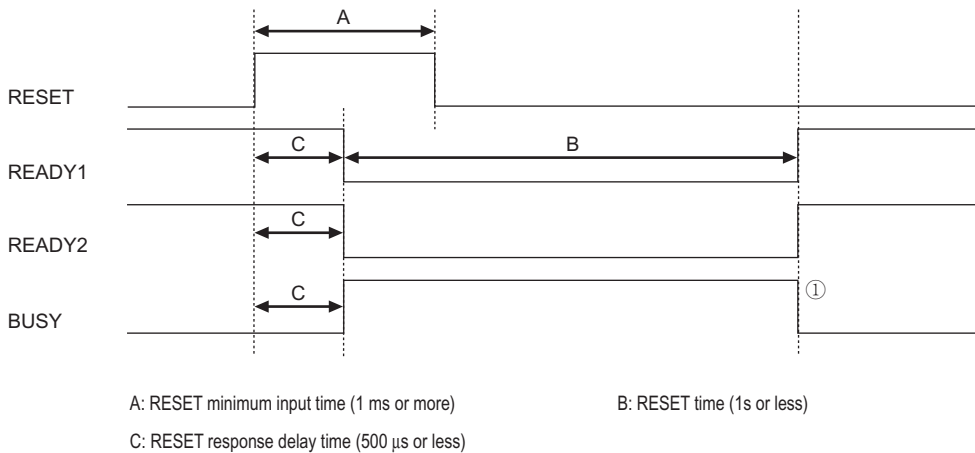 A
RESET
C
B
READY1
C
READY2
C
①
BUSY
A: RESET minimum input time (1 ms or more)
B: RESET time (1s or less)
C: RESET response delay time (500 μs or less)